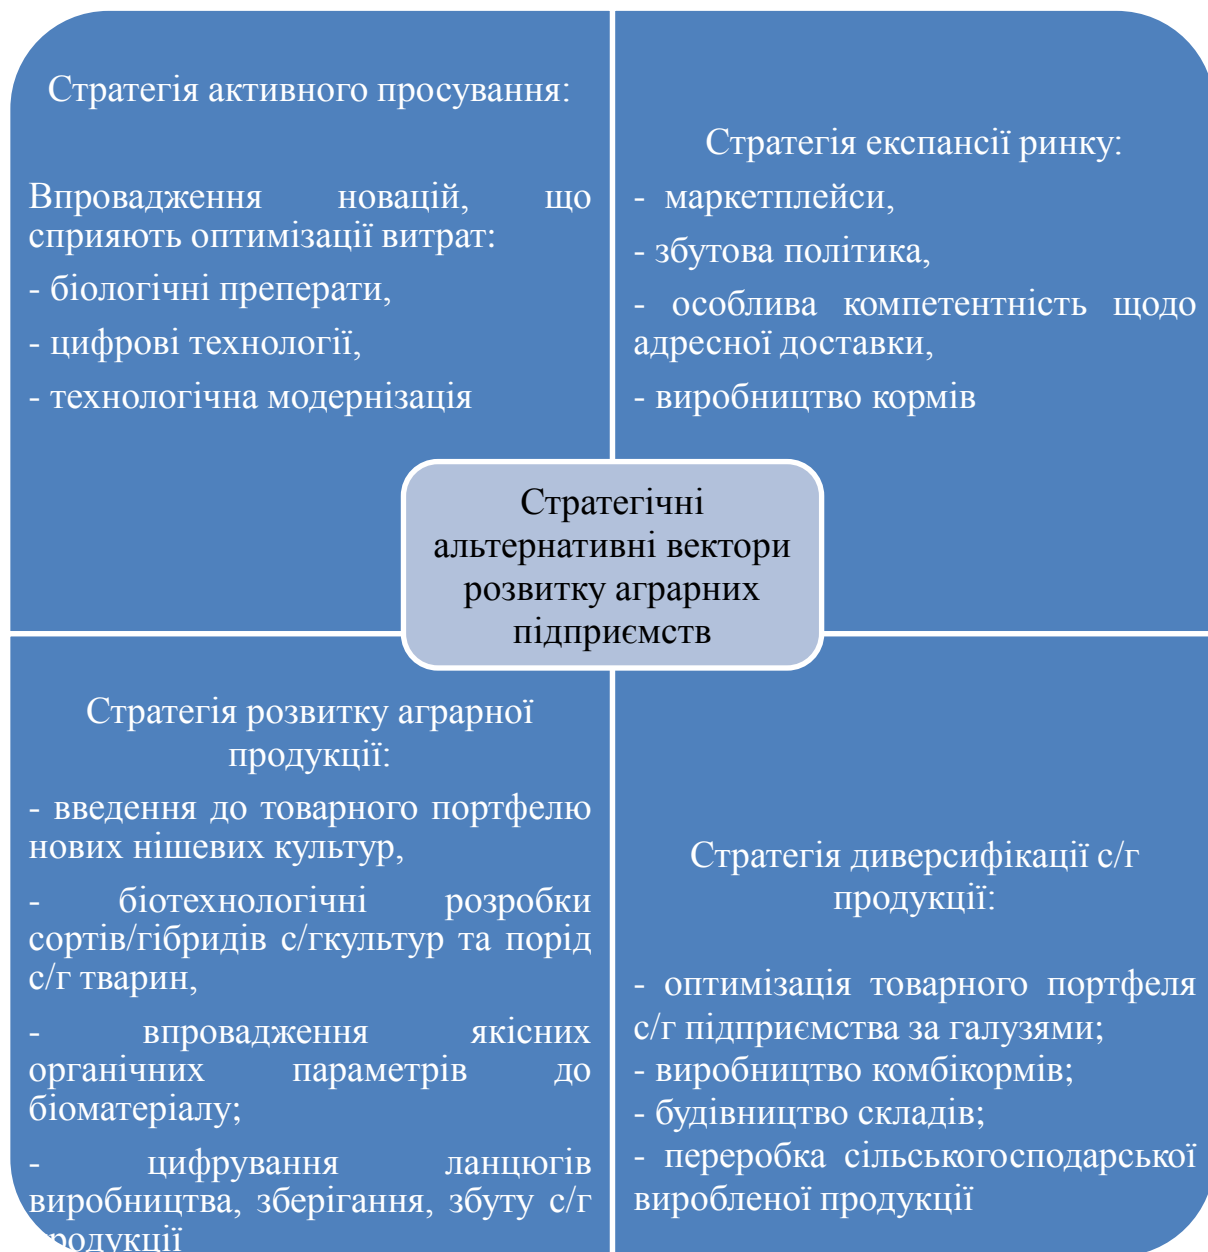 Стратегія активного просування:
Впровадження новацій, що
сприяють оптимізації витрат:
- біологічні преперати,
- цифрові технології,
- технологічна модернізація
Стратегія експансії ринку:
- маркетплейси,
- збутова політика,
- особлива компетентність щодо
адресної доставки,
- виробництво кормів
Стратегічні
альтернативні вектори
розвитку аграрних
підприємств
Стратегія розвитку аграрної
продукції:
- введення до товарного портфелю
нових нішевих культур,
- біотехнологічні розробки
сортів/гібридів с/гкультур та порід
с/г тварин,
- впровадження якісних
органічних параметрів до
біоматеріалу;
- цифрування ланцюгів
виробництва, зберігання, збуту с/г
продукції
Стратегія диверсифікації с/г
продукції:
- оптимізація товарного портфеля
с/г підприємства за галузями;
- виробництво комбікормів;
- будівництво складів;
- переробка сільськогосподарської
виробленої продукції